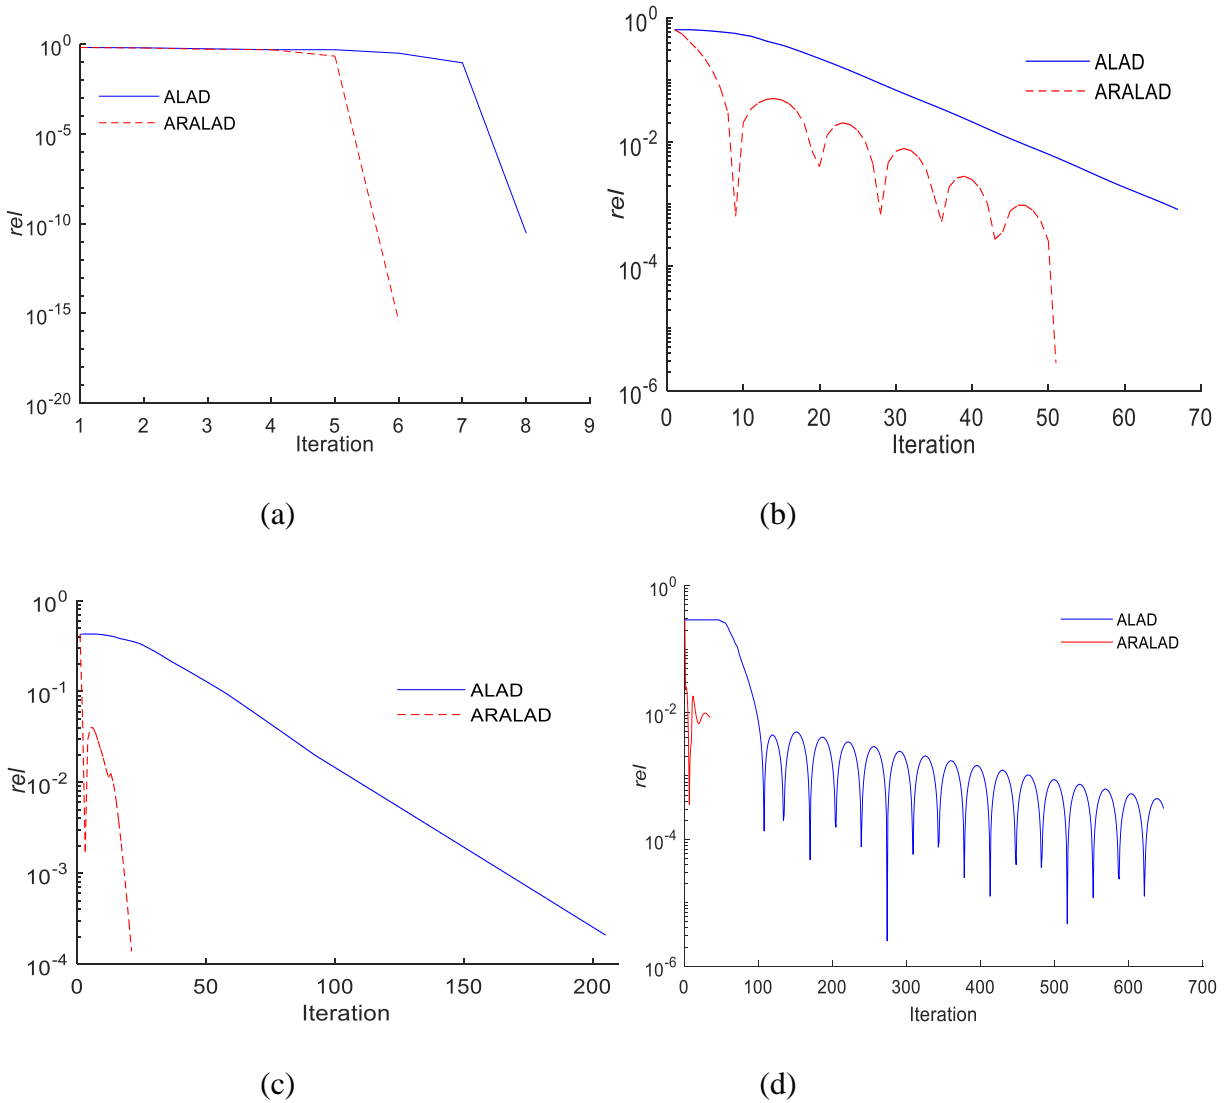 10^0
10^-5
10^-10
10^-15
10^-20
rel
ALAD
ARALAD
1 2 3 4 5 6 7 8 9
Iteration
(a)
10^0
10^-2
10^-4
10^-6
rel
ALAD
ARALAD
0 10 20 30 40 50 60 70
Iteration
(b)
10^0
10^-1
10^-2
10^-3
10^-4
rel
ALAD
ARALAD
0 50 100 150 200
Iteration
(c)
10^0
10^-2
10^-4
10^-6
rel
ALAD
ARALAD
0 100 200 300 400 500 600 700
Iteration
(d)